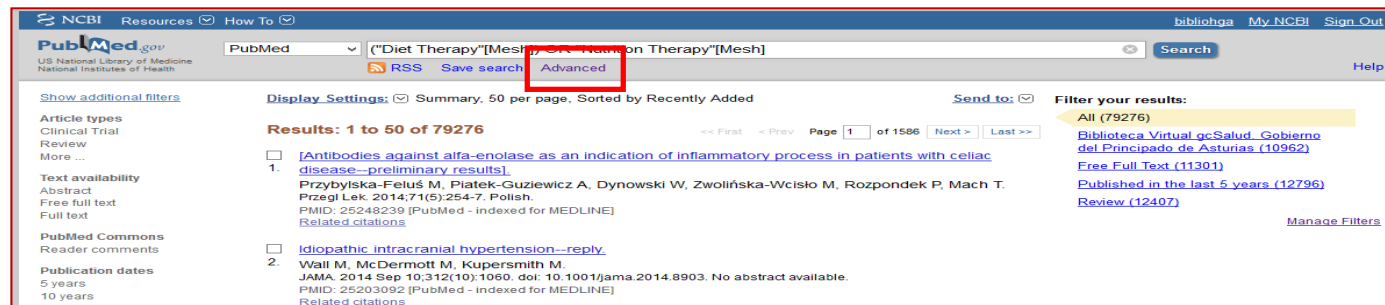 NCBI Resources How To bibliohga My NCBI Sign Out
PubMed.gov
US National Library of Medicine
National Institutes of Health
PubMed ("Diet Therapy"[Mesh]) OR "Nutrition Therapy"[Mesh] Search
RSS Save search Advanced Help
Show additional filters
Article types
Clinical Trial
Review
More ...
Text availability
Abstract
Free full text
Full text
PubMed Commons
Reader comments
Publication dates
5 years
10 years
Display Settings: Summary, 50 per page, Sorted by Recently Added Send to:
Results: 1 to 50 of 79276 << First < Prev Page 1 of 1586 Next > Last >>
1. [Antibodies against alfa-enolase as an indication of inflammatory process in patients with celiac
disease--preliminary results].
Przybylska-Feluś M, Piatek-Guziewicz A, Dynowski W, Zwolińska-Wcisło M, Rozpondek P, Mach T.
Przegl Lek. 2014;71(5):254-7. Polish.
PMID: 25248239 [PubMed - indexed for MEDLINE]
Related citations
2. Idiopathic intracranial hypertension--reply.
Wall M, McDermott M, Kupersmith M.
JAMA. 2014 Sep 10;312(10):1060. doi: 10.1001/jama.2014.8903. No abstract available.
PMID: 25203092 [PubMed - indexed for MEDLINE]
Related citations
Filter your results:
All (79276)
Biblioteca Virtual gcSalud. Gobierno
del Principado de Asturias (10962)
Free Full Text (11301)
Published in the last 5 years (12796)
Review (12407)
Manage Filters